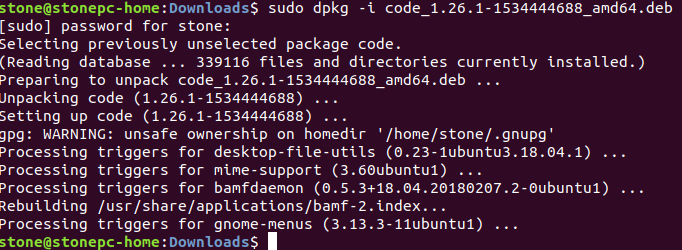 stone@stonepc-home:Downloads$ sudo dpkg -i code_1.26.1-1534444688_amd64.deb
[sudo] password for stone:
Selecting previously unselected package code.
(Reading database ... 339116 files and directories currently installed.)
Preparing to unpack code_1.26.1-1534444688_amd64.deb ...
Unpacking code (1.26.1-1534444688) ...
Setting up code (1.26.1-1534444688) ...
gpg: WARNING: unsafe ownership on homedir '/home/stone/.gnupg'
Processing triggers for desktop-file-utils (0.23-1ubuntu3.18.04.1) ...
Processing triggers for mime-support (3.60ubuntu1) ...
Processing triggers for bamfdaemon (0.5.3+18.04.20180207.2-0ubuntu1) ...
Rebuilding /usr/share/applications/bamf-2.index...
Processing triggers for gnome-menus (3.13.3-11ubuntu1) ...
stone@stonepc-home:Downloads$